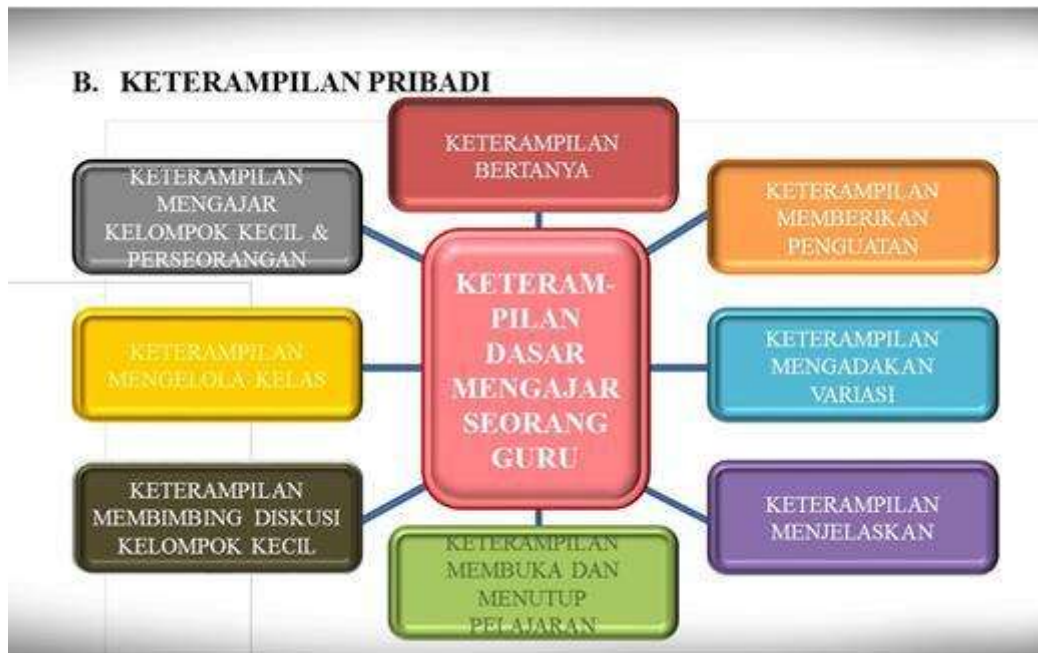 B. KETERAMPILAN PRIBADI
KETERAMPILAN
BERTANYA
KETERAMPILAN
MEMBERIKAN
PENGUATAN
KETERAMPILAN
MENGADAKAN
VARIASI
KETERAMPILAN
MENJELASKAN
KETERAMPILAN
MEMBUKA DAN
MENUTUP
PELAJARAN
KETERAMPILAN
MEMBIMBING DISKUSI
KELOMPOK KECIL
KETERAMPILAN
MENGELOLA KELAS
KETERAMPILAN
MENGAJAR
KELOMPOK KECIL &
PERSEORANGAN
KETERAM-
PILAN
DASAR
MENGAJAR
SEORANG
GURU